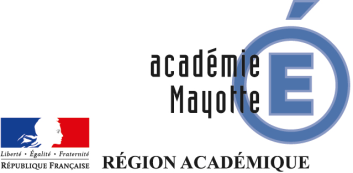 académie
Mayotte
É
Liberté • Égalité • Fraternité
RÉPUBLIQUE FRANÇAISE
RÉGION ACADÉMIQUE